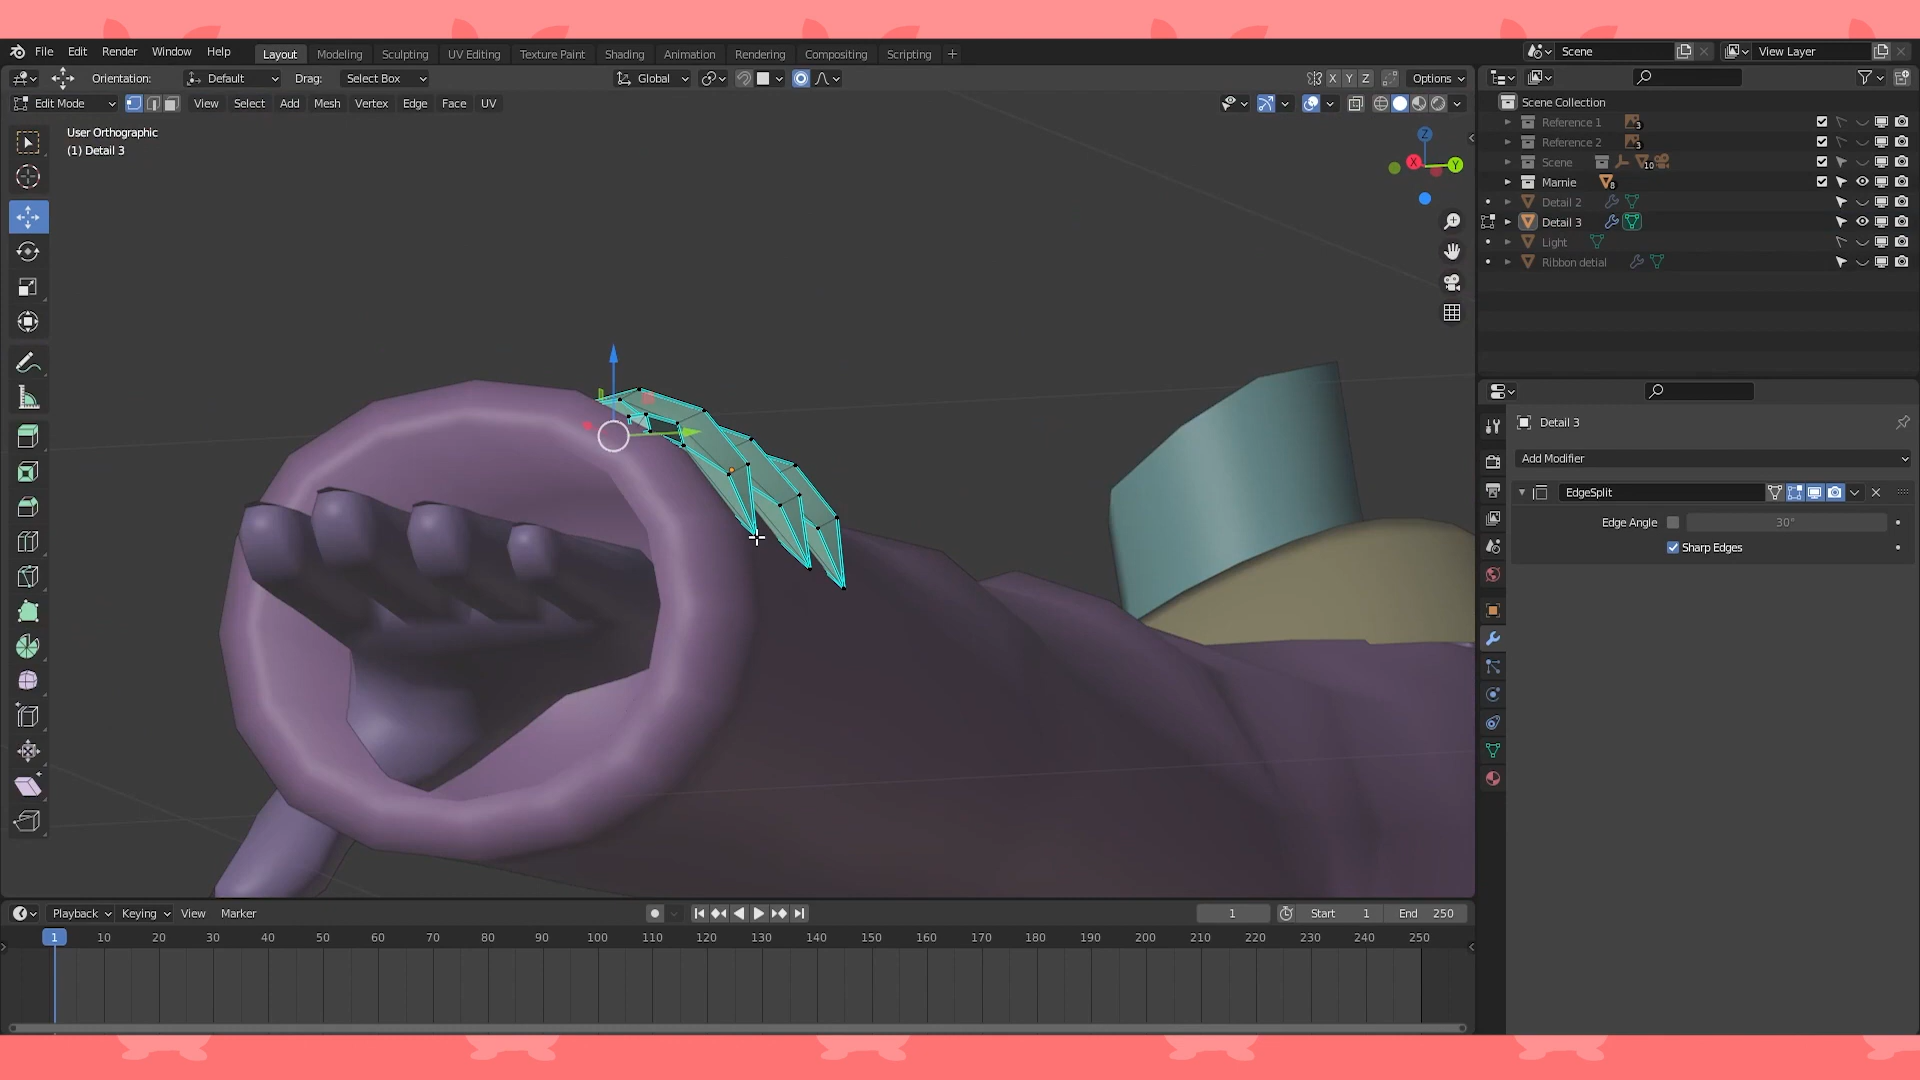 File Edit Render Window Help Layout Modeling Sculpting UV Editing Texture Paint Shading Animation Rendering Compositing Scripting + Scene View Layer
Orientation: Default Drag: Select Box Global X Y Z Options
Edit Mode View Select Add Mesh Vertex Edge Face UV
User Orthographic
(1) Detail 3
Z
X
Y
Scene Collection
Reference 1 3
Reference 2 3
Scene 10
Marnie 8
Detail 2
Detail 3
Light
Ribbon detial
Detail 3
Add Modifier
EdgeSplit
Edge Angle 30°
Sharp Edges
Playback Keying View Marker 1 Start 1 End 250
1 10 20 30 40 50 60 70 80 90 100 110 120 130 140 150 160 170 180 190 200 210 220 230 240 250